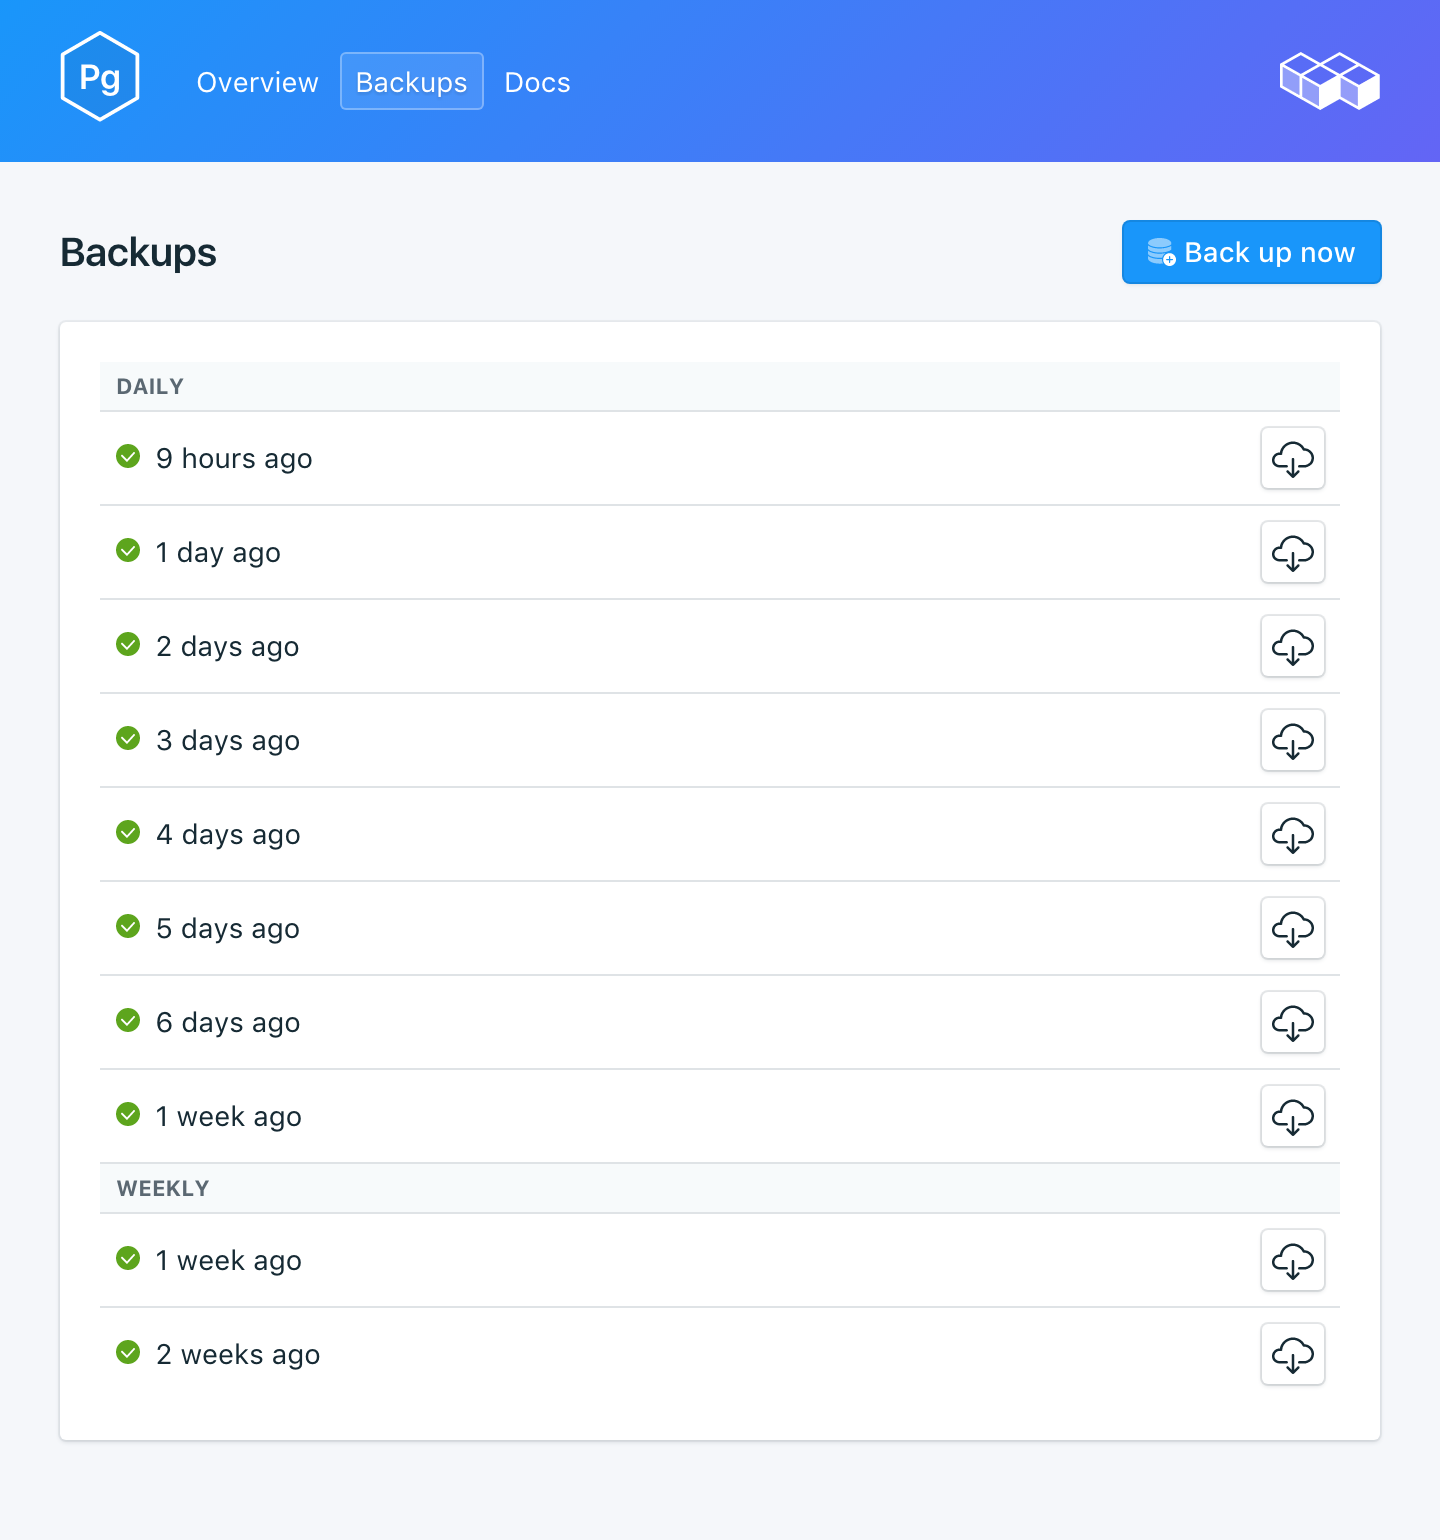 Pg
Overview Backups Docs
Backups
Back up now
DAILY
9 hours ago
1 day ago
2 days ago
3 days ago
4 days ago
5 days ago
6 days ago
1 week ago
WEEKLY
1 week ago
2 weeks ago